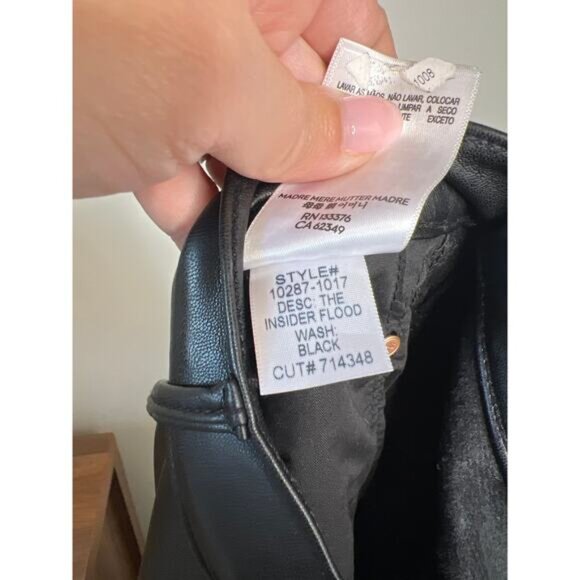 1008
LAVAR AS MÃOS, NÃO LAVAR, COLOCAR
LIMPAR A SECO
EXCETO
MADRE MERE MUTTER MADRE
RN 133376
CA 62349
STYLE#
10287-1017
DESC: THE
INSIDER FLOOD
WASH:
BLACK
CUT# 714348